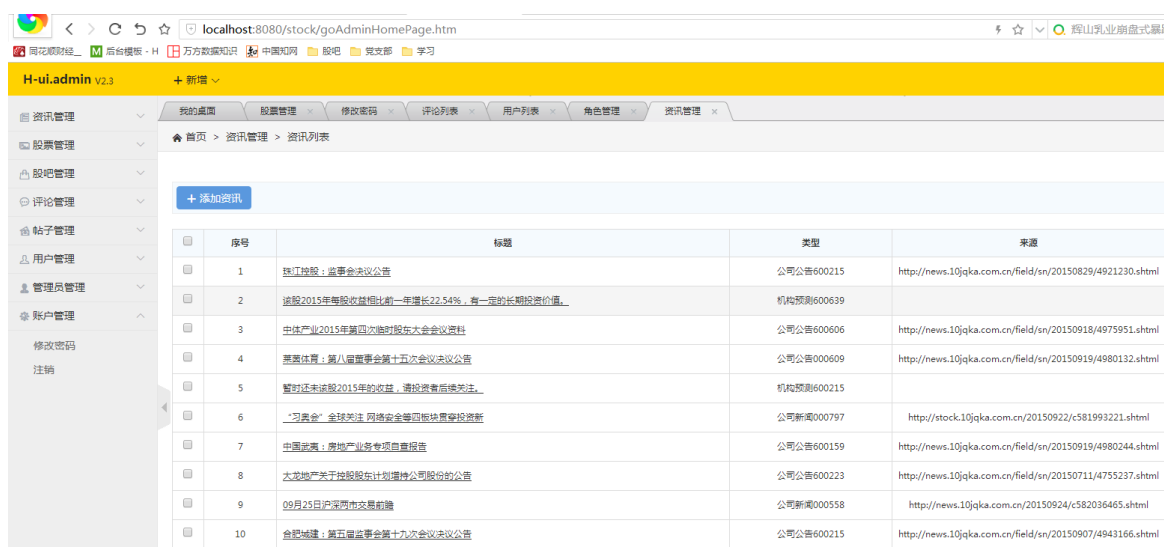 localhost:8080/stock/goAdminHomePage.htm
辉山乳业崩盘式暴
同花顺财经_ 后台模板 - H 万方数据知识 中国知网 股吧 党支部 学习
H-ui.admin V2.3 + 新增
资讯管理
股票管理
股吧管理
评论管理
帖子管理
用户管理
管理员管理
账户管理
修改密码
注销
我的桌面 股票管理 × 修改密码 × 评论列表 × 用户列表 × 角色管理 × 资讯管理 ×
首页 > 资讯管理 > 资讯列表
+ 添加资讯
序号 标题 类型 来源
1 珠江控股：监事会决议公告 公司公告600215 http://news.10jqka.com.cn/field/sn/20150829/4921230.shtml
2 该股2015年每股收益相比前一年增长22.54%，有一定的长期投资价值。 机构预测600639
3 中体产业2015年第四次临时股东大会会议资料 公司公告600606 http://news.10jqka.com.cn/field/sn/20150918/4975951.shtml
4 莱茵体育：第八届董事会第十五次会议决议公告 公司公告000609 http://news.10jqka.com.cn/field/sn/20150919/4980132.shtml
5 暂时还未该股2015年的收益，请投资者后续关注。 机构预测600215
6 “习奥会”全球关注 网络安全等四板块贯穿投资新 公司新闻000797 http://stock.10jqka.com.cn/20150922/c581993221.shtml
7 中国武夷：房地产业务专项自查报告 公司公告600159 http://news.10jqka.com.cn/field/sn/20150919/4980244.shtml
8 大龙地产关于控股股东计划增持公司股份的公告 公司公告600223 http://news.10jqka.com.cn/field/sn/20150711/4755237.shtml
9 09月25日沪深两市交易前瞻 公司新闻000558 http://news.10jqka.com.cn/20150924/c582036465.shtml
10 合肥城建：第五届监事会第十九次会议决议公告 公司公告600215 http://news.10jqka.com.cn/field/sn/20150907/4943166.shtml